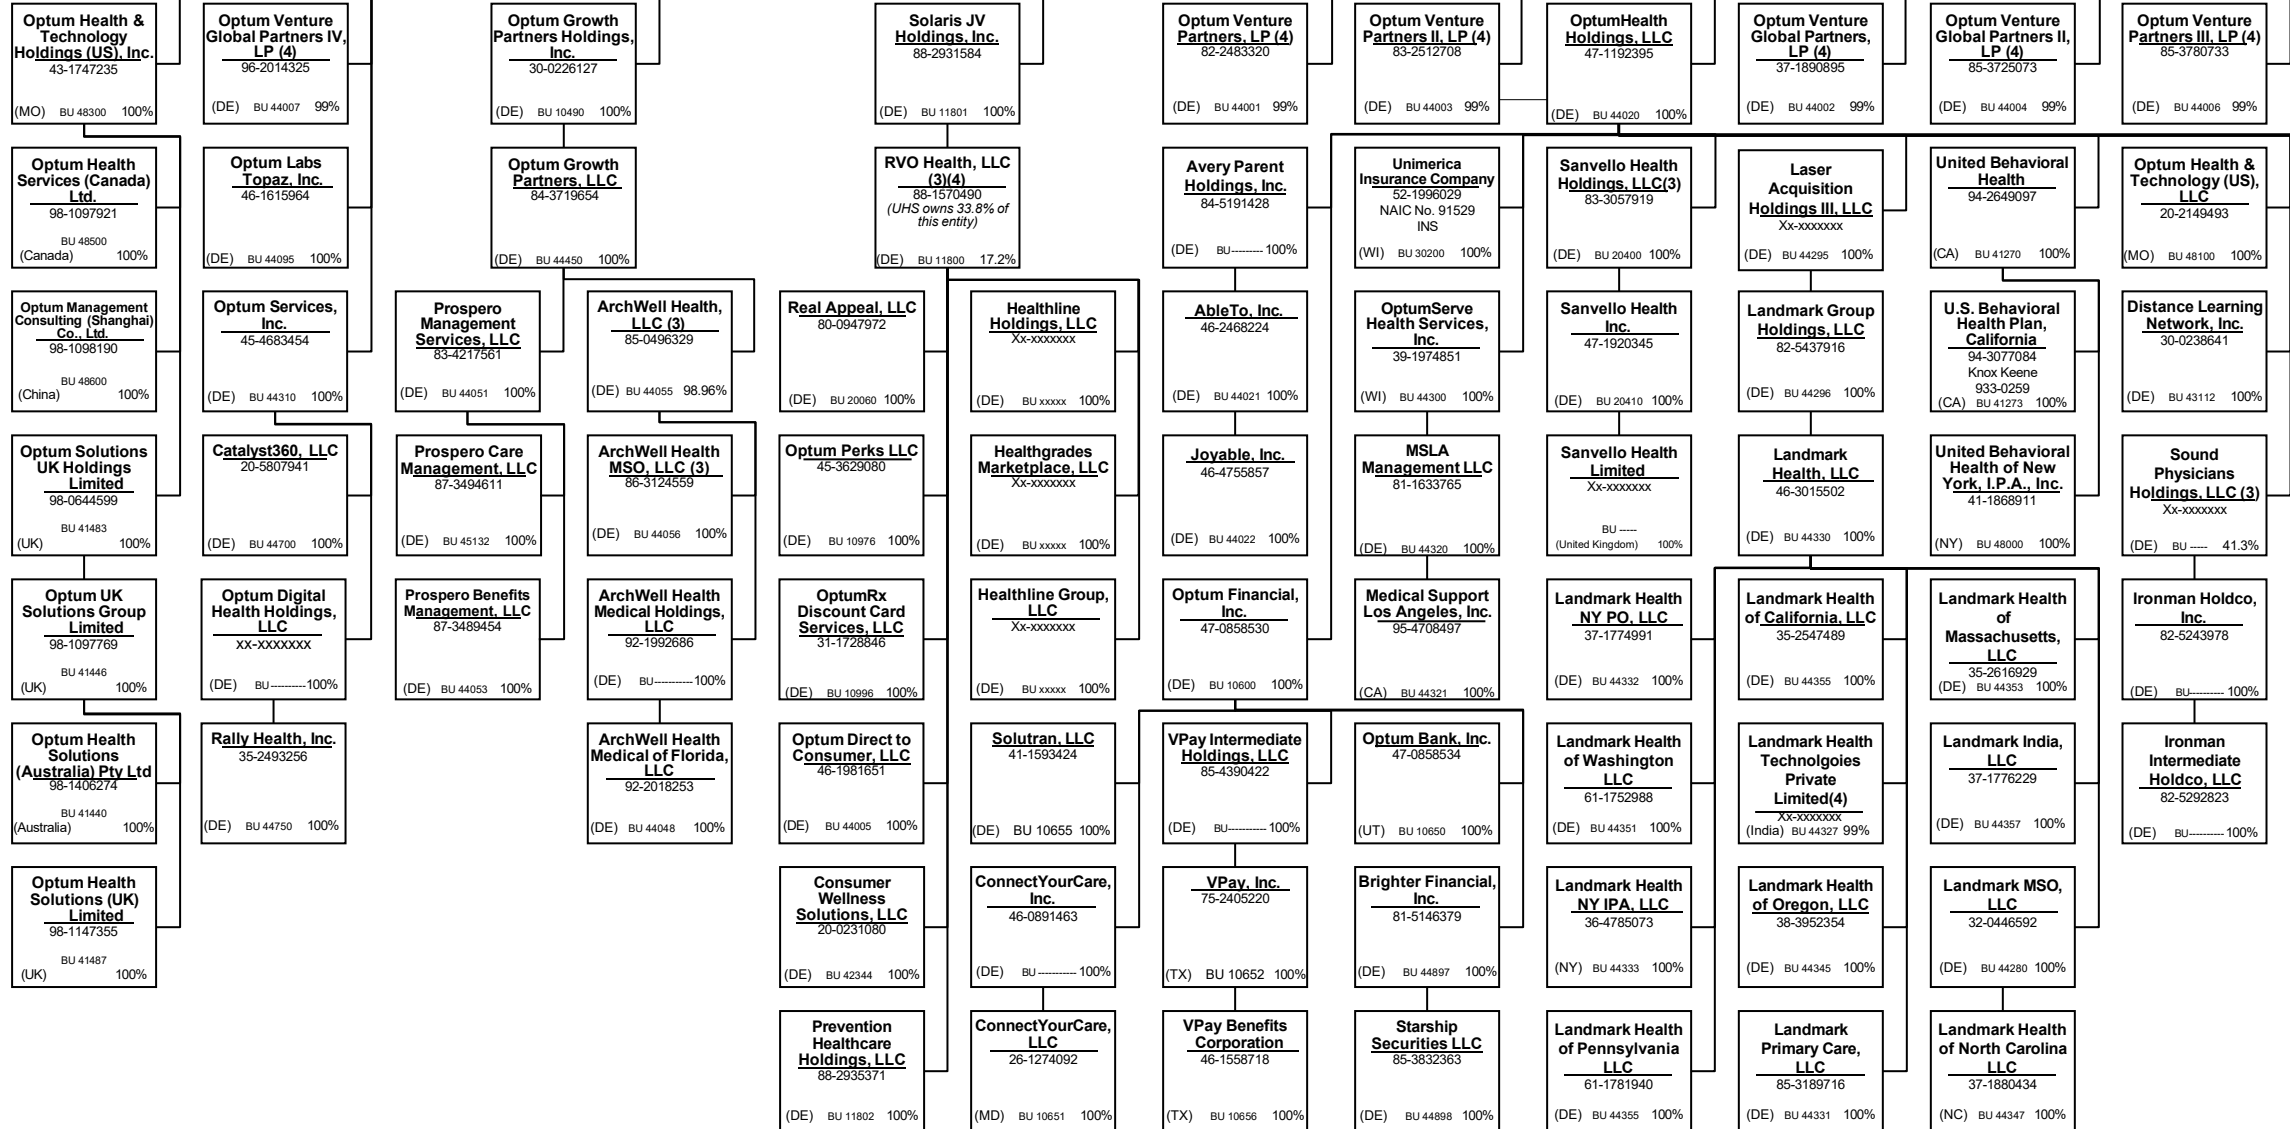 Optum Health &
Technology
Holdings (US), Inc.
43-1747235
(MO) BU 48300 100%
Optum Venture
Global Partners IV,
LP (4)
96-2014325
(DE) BU 44007 99%
Optum Growth
Partners Holdings,
Inc.
30-0226127
(DE) BU 10490 100%
Solaris JV
Holdings, Inc.
88-2931584
(DE) BU 11801 100%
Optum Venture
Partners, LP (4)
82-2483320
(DE) BU 44001 99%
Optum Venture
Partners II, LP (4)
83-2512708
(DE) BU 44003 99%
OptumHealth
Holdings, LLC
47-1192395
(DE) BU 44020 100%
Optum Venture
Global Partners,
LP (4)
37-1890895
(DE) BU 44002 99%
Optum Venture
Global Partners II,
LP (4)
85-3725073
(DE) BU 44004 99%
Optum Venture
Partners III, LP (4)
85-3780733
(DE) BU 44006 99%
Optum Health
Services (Canada)
Ltd.
98-1097921
BU 48500
(Canada) 100%
Optum Labs
Topaz, Inc.
46-1615964
(DE) BU 44095 100%
Optum Growth
Partners, LLC
84-3719654
(DE) BU 44450 100%
RVO Health, LLC
(3)(4)
88-1570490
(UHS owns 33.8% of
this entity)
(DE) BU 11800 17.2%
Avery Parent
Holdings, Inc.
84-5191428
(DE) BU--------- 100%
Unimerica
Insurance Company
52-1996029
NAIC No. 91529
INS
(WI) BU 30200 100%
Sanvello Health
Holdings, LLC(3)
83-3057919
(DE) BU 20400 100%
Laser
Acquisition
Holdings III, LLC
Xx-xxxxxxx
(DE) BU 44295 100%
United Behavioral
Health
94-2649097
(CA) BU 41270 100%
Optum Health &
Technology (US),
LLC
20-2149493
(MO) BU 48100 100%
Optum Management
Consulting (Shanghai)
Co., Ltd.
98-1098190
BU 48600
(China) 100%
Optum Services,
Inc.
45-4683454
(DE) BU 44310 100%
Prospero
Management
Services, LLC
83-4217561
(DE) BU 44051 100%
ArchWell Health,
LLC (3)
85-0496329
(DE) BU 44055 98.96%
Real Appeal, LLC
80-0947972
(DE) BU 20060 100%
Healthline
Holdings, LLC
Xx-xxxxxxx
(DE) BU xxxxx 100%
AbleTo, Inc.
46-2468224
(DE) BU 44021 100%
OptumServe
Health Services,
Inc.
39-1974851
(WI) BU 44300 100%
Sanvello Health
Inc.
47-1920345
(DE) BU 20410 100%
Landmark Group
Holdings, LLC
82-5437916
(DE) BU 44296 100%
U.S. Behavioral
Health Plan,
California
94-3077084
Knox Keene
933-0259
(CA) BU 41273 100%
Distance Learning
Network, Inc.
30-0238641
(DE) BU 43112 100%
Optum Solutions
UK Holdings
Limited
98-0644599
BU 41483
(UK) 100%
Catalyst360, LLC
20-5807941
(DE) BU 44700 100%
Prospero Care
Management, LLC
87-3494611
(DE) BU 45132 100%
ArchWell Health
MSO, LLC (3)
86-3124559
(DE) BU 44056 100%
Optum Perks LLC
45-3629080
(DE) BU 10976 100%
Healthgrades
Marketplace, LLC
Xx-xxxxxxx
(DE) BU xxxxx 100%
Joyable, Inc.
46-4755857
(DE) BU 44022 100%
MSLA
Management LLC
81-1633765
(DE) BU 44320 100%
Sanvello Health
Limited
Xx-xxxxxxx
BU -----
(United Kingdom) 100%
Landmark
Health, LLC
46-3015502
(DE) BU 44330 100%
United Behavioral
Health of New
York, I.P.A., Inc.
41-1868911
(NY) BU 48000 100%
Sound
Physicians
Holdings, LLC (3)
Xx-xxxxxxx
(DE) BU ----- 41.3%
Optum UK
Solutions Group
Limited
98-1097769
BU 41446
(UK) 100%
Optum Digital
Health Holdings,
LLC
xx-xxxxxxx
(DE) BU----------100%
Prospero Benefits
Management, LLC
87-3489454
(DE) BU 44053 100%
ArchWell Health
Medical Holdings,
LLC
92-1992686
(DE) BU-----------100%
OptumRx
Discount Card
Services, LLC
31-1728846
(DE) BU 10996 100%
Healthline Group,
LLC
Xx-xxxxxxx
(DE) BU xxxxx 100%
Optum Financial,
Inc.
47-0858530
(DE) BU 10600 100%
Medical Support
Los Angeles, Inc.
95-4708497
(CA) BU 44321 100%
Landmark Health
NY PO, LLC
37-1774991
(DE) BU 44332 100%
Landmark Health
of California, LLC
35-2547489
(DE) BU 44355 100%
Landmark Health
of
Massachusetts,
LLC
35-2616929
(DE) BU 44353 100%
Ironman Holdco,
Inc.
82-5243978
(DE) BU---------- 100%
Optum Health
Solutions
(Australia) Pty Ltd
98-1406274
BU 41440
(Australia) 100%
Rally Health, Inc.
35-2493256
(DE) BU 44750 100%
ArchWell Health
Medical of Florida,
LLC
92-2018253
(DE) BU 44048 100%
Optum Direct to
Consumer, LLC
46-1981651
(DE) BU 44005 100%
Solutran, LLC
41-1593424
(DE) BU 10655 100%
VPay Intermediate
Holdings, LLC
85-4390422
(DE) BU----------- 100%
Optum Bank, Inc.
47-0858534
(UT) BU 10650 100%
Landmark Health
of Washington
LLC
61-1752988
(DE) BU 44351 100%
Landmark Health
Technolgoies
Private
Limited(4)
Xx-xxxxxxx
(India) BU 44327 99%
Landmark India,
LLC
37-1776229
(DE) BU 44357 100%
Ironman
Intermediate
Holdco, LLC
82-5292823
(DE) BU---------- 100%
Optum Health
Solutions (UK)
Limited
98-1147355
BU 41487
(UK) 100%
Consumer
Wellness
Solutions, LLC
20-0231080
(DE) BU 42344 100%
ConnectYourCare,
Inc.
46-0891463
(DE) BU ----------- 100%
VPay, Inc.
75-2405220
(TX) BU 10652 100%
Brighter Financial,
Inc.
81-5146379
(DE) BU 44897 100%
Landmark Health
NY IPA, LLC
36-4785073
(NY) BU 44333 100%
Landmark Health
of Oregon, LLC
38-3952354
(DE) BU 44345 100%
Landmark MSO,
LLC
32-0446592
(DE) BU 44280 100%
Prevention
Healthcare
Holdings, LLC
88-2935371
(DE) BU 11802 100%
ConnectYourCare,
LLC
26-1274092
(MD) BU 10651 100%
VPay Benefits
Corporation
46-1558718
(TX) BU 10656 100%
Starship
Securities LLC
85-3832363
(DE) BU 44898 100%
Landmark Health
of Pennsylvania
LLC
61-1781940
(DE) BU 44355 100%
Landmark
Primary Care,
LLC
85-3189716
(DE) BU 44331 100%
Landmark Health
of North Carolina
LLC
37-1880434
(NC) BU 44347 100%